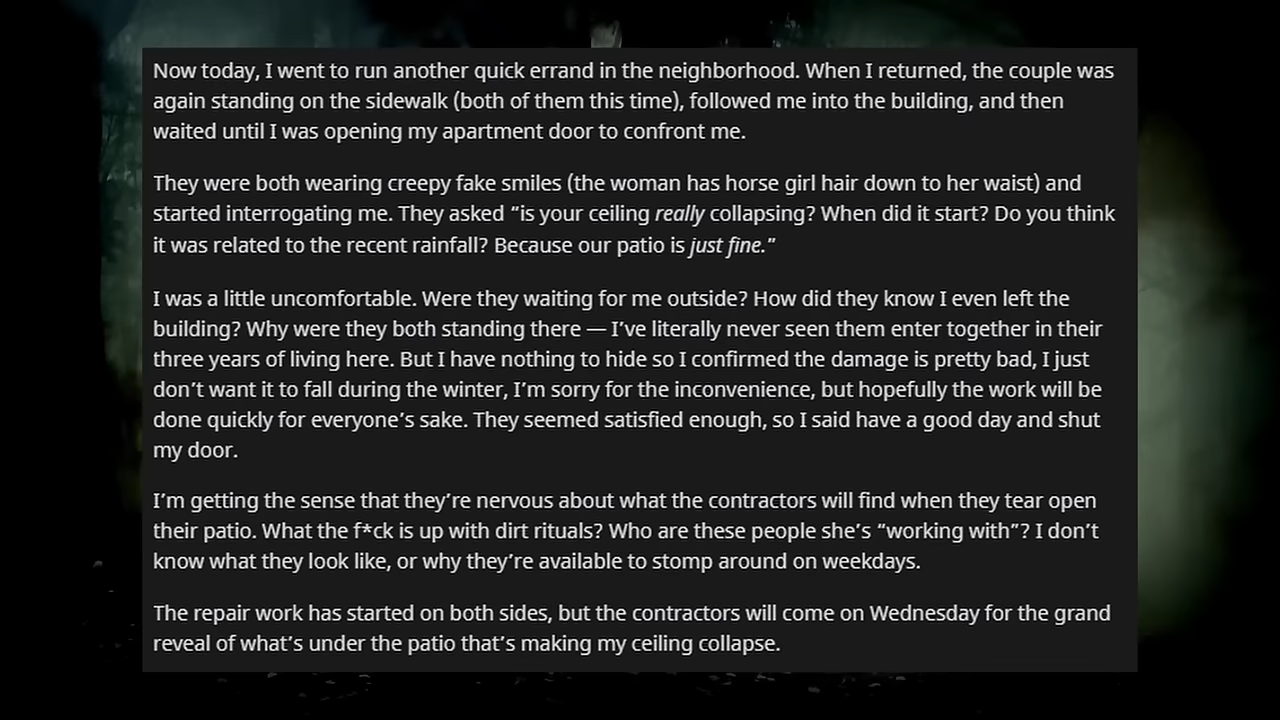 Now today, I went to run another quick errand in the neighborhood. When I returned, the couple was
again standing on the sidewalk (both of them this time), followed me into the building, and then
waited until I was opening my apartment door to confront me.
They were both wearing creepy fake smiles (the woman has horse girl hair down to her waist) and
started interrogating me. They asked “is your ceiling really collapsing? When did it start? Do you think
it was related to the recent rainfall? Because our patio is just fine.”
I was a little uncomfortable. Were they waiting for me outside? How did they know I even left the
building? Why were they both standing there — I’ve literally never seen them enter together in their
three years of living here. But I have nothing to hide so I confirmed the damage is pretty bad, I just
don’t want it to fall during the winter, I’m sorry for the inconvenience, but hopefully the work will be
done quickly for everyone’s sake. They seemed satisfied enough, so I said have a good day and shut
my door.
I’m getting the sense that they’re nervous about what the contractors will find when they tear open
their patio. What the f*ck is up with dirt rituals? Who are these people she’s “working with”? I don’t
know what they look like, or why they’re available to stomp around on weekdays.
The repair work has started on both sides, but the contractors will come on Wednesday for the grand
reveal of what’s under the patio that’s making my ceiling collapse.